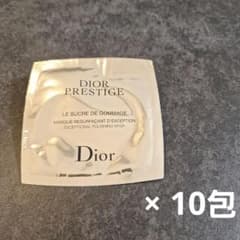 DIOR
PRESTIGE
LE SUCRE DE GOMMAGE
MASQUE RESURFAÇANT D'EXCEPTION
EXCEPTIONAL POLISHING MASK
Dior
× 10包